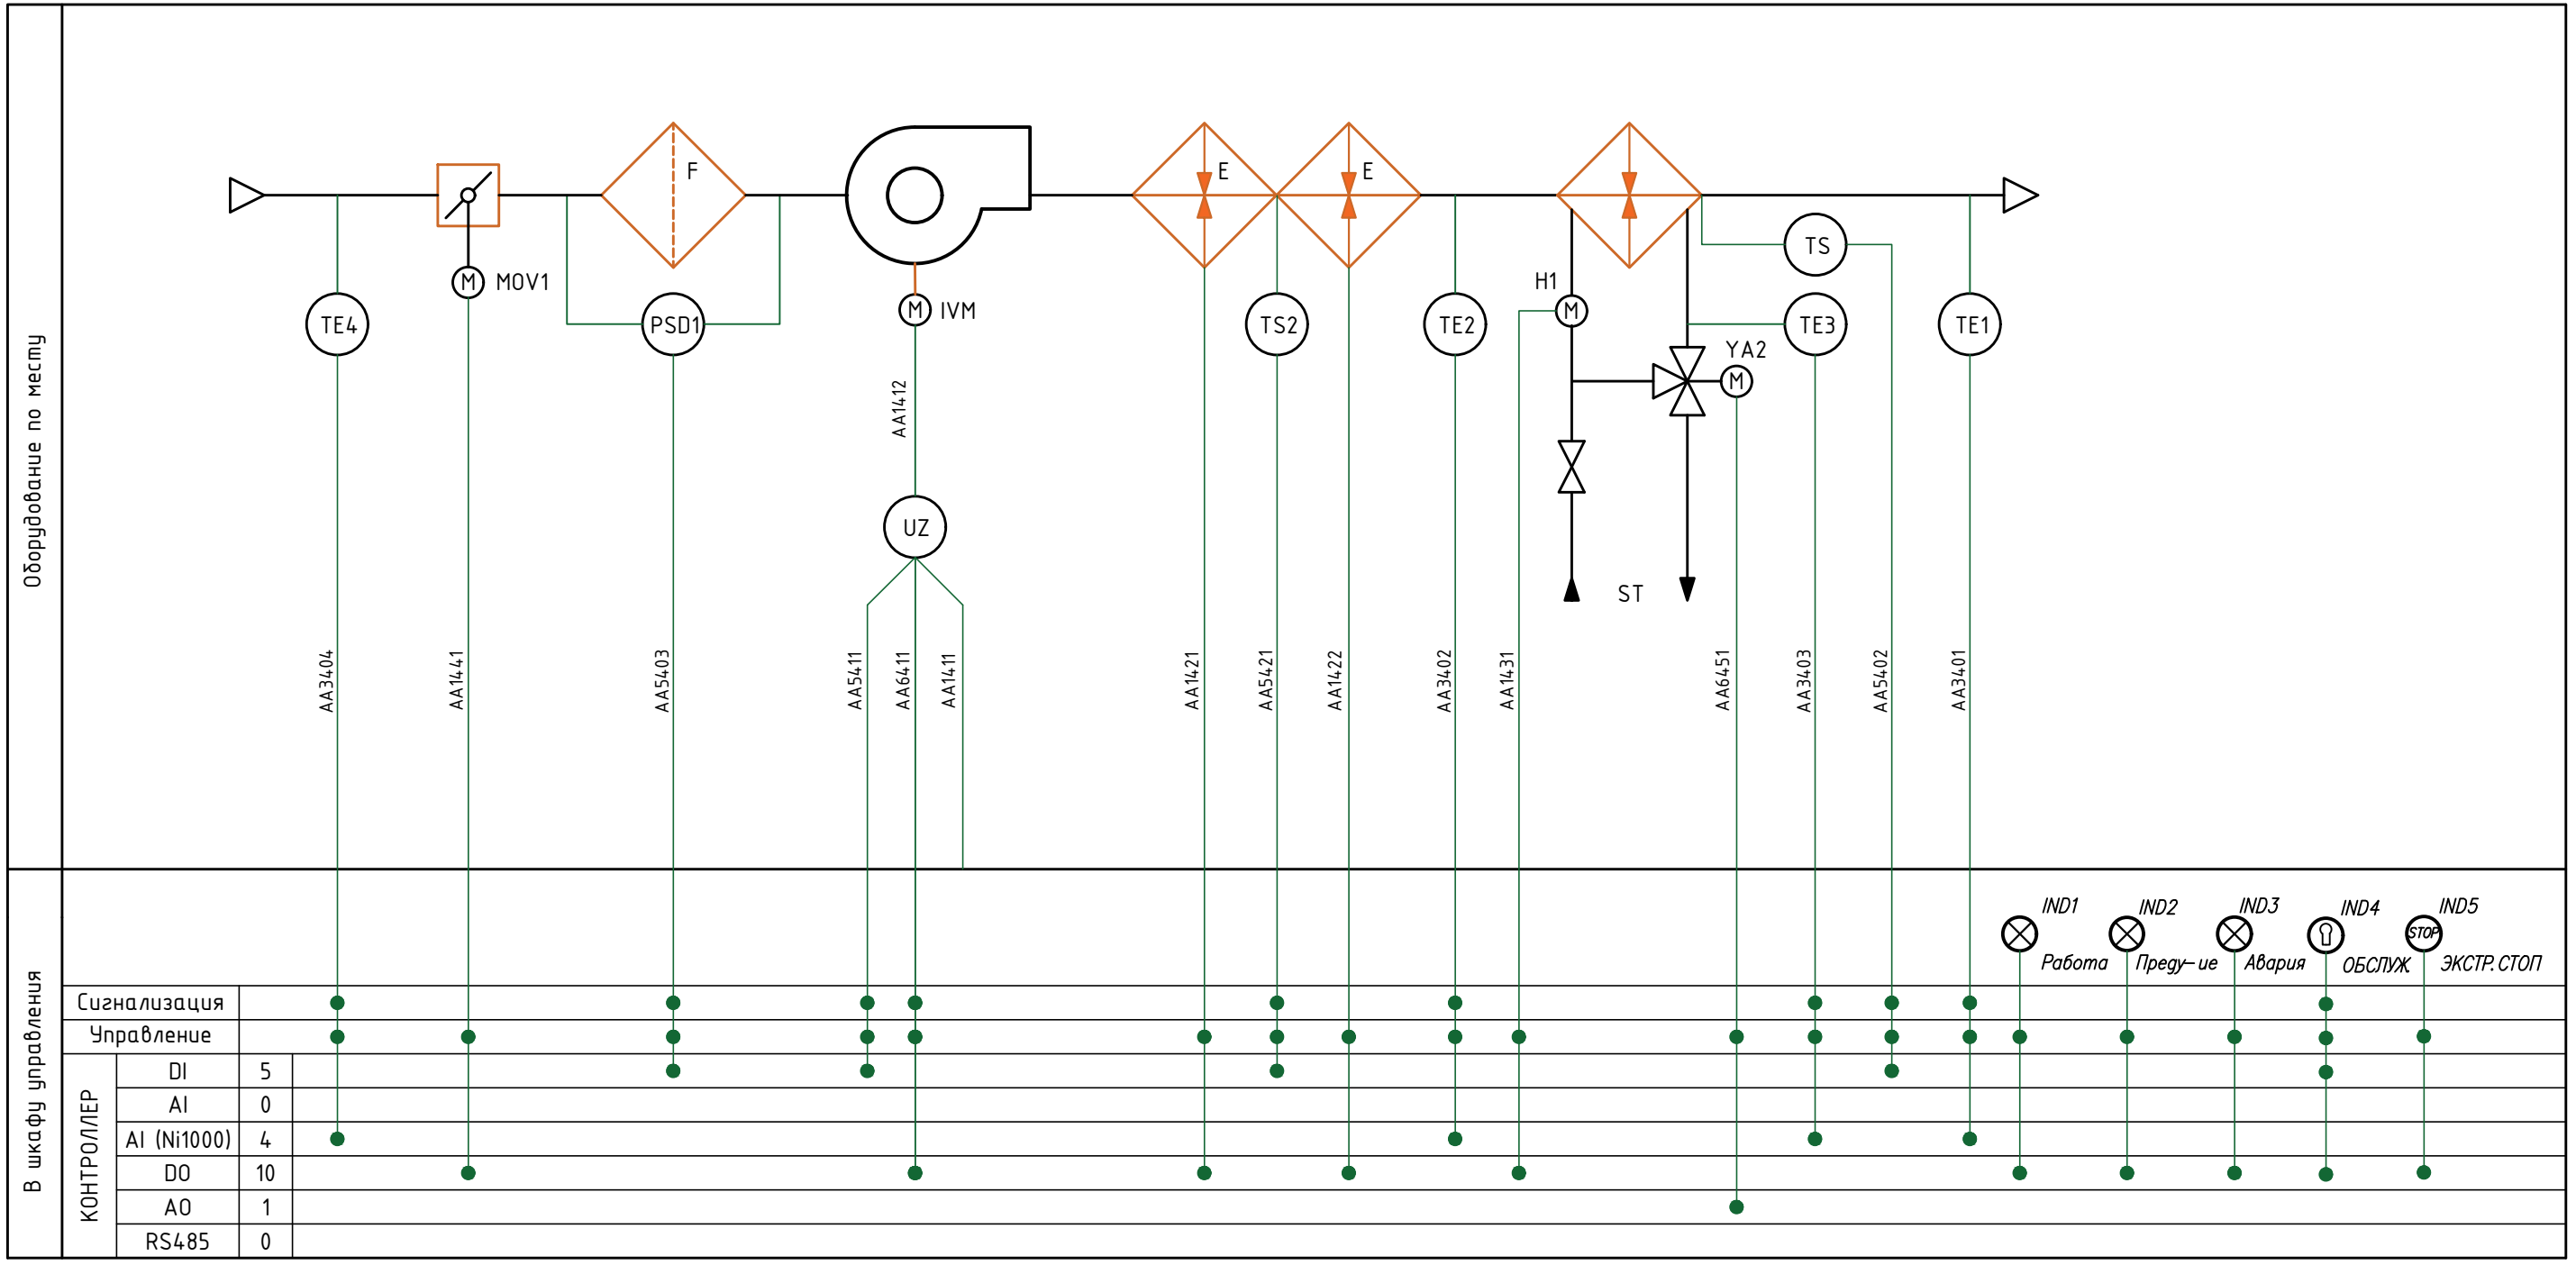 Оборудование по месту
F
E
E
TS
H1
MOV1
M
M
IVM
M
TE4
PSD1
TS2
TE2
TE3
TE1
YA2
M
AA1412
UZ
ST
AA3404
AA1441
AA5403
AA5411
AA6411
AA1411
AA1421
AA5421
AA1422
AA3402
AA1431
AA6451
AA3403
AA5402
AA3401
В шкафу управления
IND1
IND2
IND3
IND4
IND5
STOP
Работа
Преду-ие
Авария
ОБСЛУЖ.
ЭКСТР. СТОП
Сигнализация
Управление
КОНТРОЛЛЕР
DI 5
AI 0
AI (Ni1000) 4
DO 10
AO 1
RS485 0